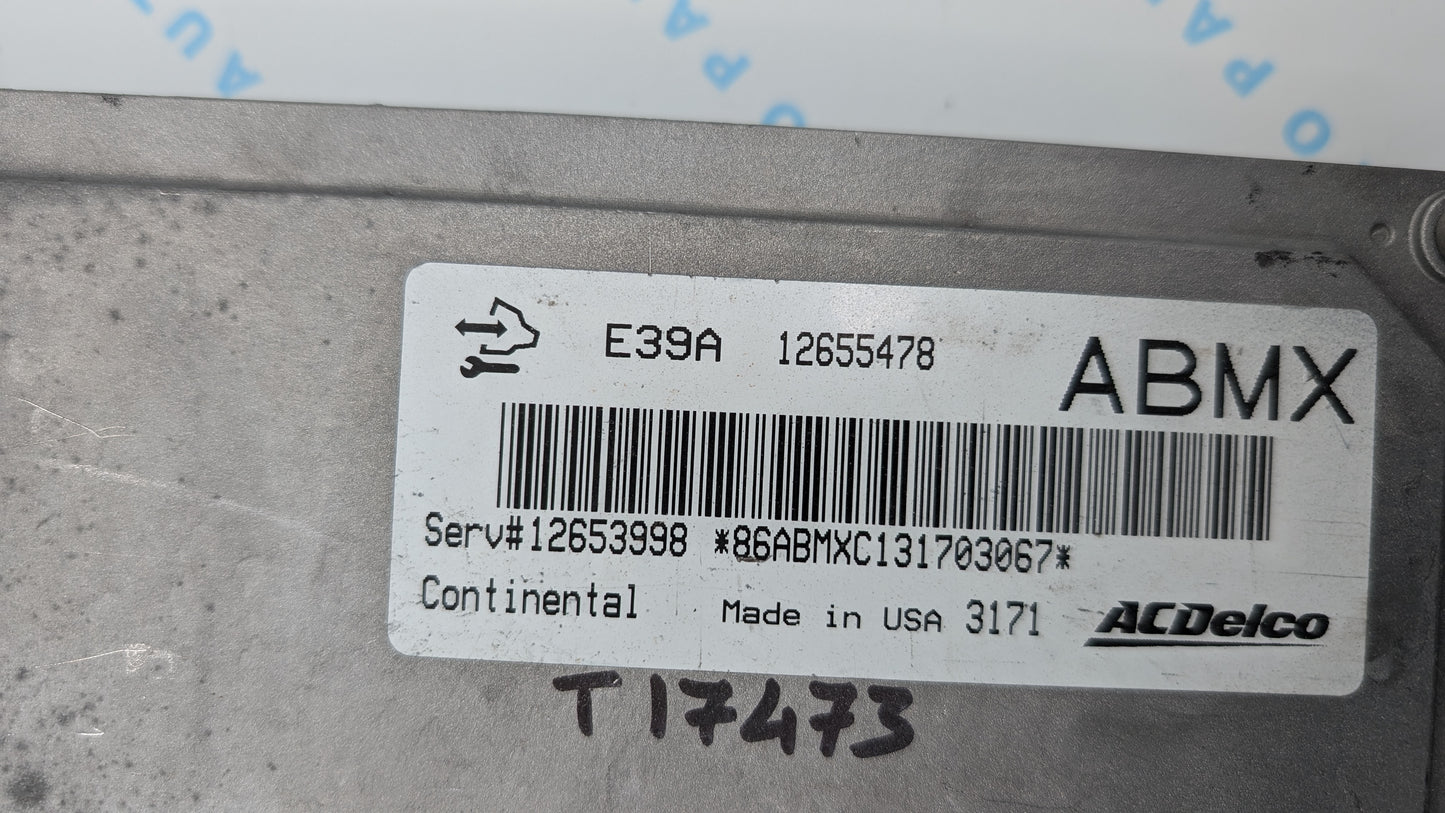 E39A 12655478 ABMX
Serv#12653998 *86ABMXC131703067*
Continental Made in USA 3171 ACDelco
T17473